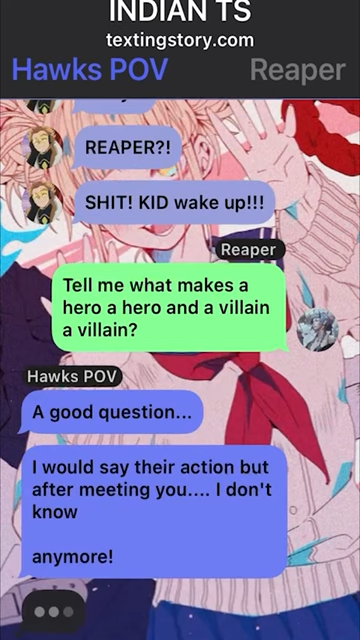 INDIAN TS
textingstory.com
Hawks POV Reaper
REAPER?!
SHIT! KID wake up!!!
Reaper
Tell me what makes a
hero a hero and a villain
a villain?
Hawks POV
A good question...
I would say their action but
after meeting you.... I don't
know
anymore!